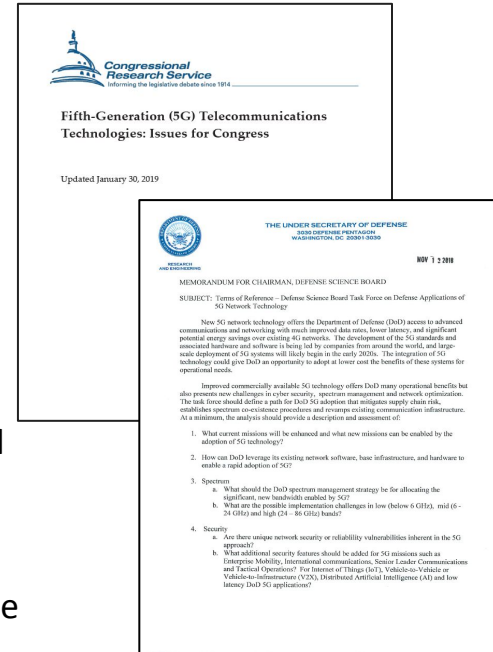 Congressional
Research Service
Informing the legislative debate since 1914
Fifth-Generation (5G) Telecommunications
Technologies: Issues for Congress
Updated January 30, 2019
THE UNDER SECRETARY OF DEFENSE
3030 DEFENSE PENTAGON
WASHINGTON, DC 20301-3030
RESEARCH
AND ENGINEERING
NOV 1 2 2018
MEMORANDUM FOR CHAIRMAN, DEFENSE SCIENCE BOARD
SUBJECT: Terms of Reference – Defense Science Board Task Force on Defense Applications of
5G Network Technology
New 5G network technology offers the Department of Defense (DoD) access to advanced
communications and networking with much improved data rates, lower latency, and significant
potential energy savings over existing 4G networks. The development of the 5G standards and
associated hardware and software is being led by companies from around the world, and large-
scale deployment of 5G systems will likely begin in the early 2020s. The integration of 5G
technology could give DoD an opportunity to adopt at lower cost the benefits of these systems for
operational needs.
Improved commercially available 5G technology offers DoD many operational benefits but
also presents new challenges in cyber security, spectrum management and network optimization.
The task force should define a path for DoD 5G adoption that mitigates supply chain risk,
establishes spectrum co-existence procedures and revamps existing communication infrastructure.
At a minimum, the analysis should provide a description and assessment of:
1. What current missions will be enhanced and what new missions can be enabled by the
adoption of 5G technology?
2. How can DoD leverage its existing network software, base infrastructure, and hardware to
enable a rapid adoption of 5G?
3. Spectrum
a. What should the DoD spectrum management strategy be for allocating the
significant, new bandwidth enabled by 5G?
b. What are the possible implementation challenges in low (below 6 GHz), mid (6 -
24 GHz) and high (24 – 86 GHz) bands?
4. Security
a. Are there unique network security or reliablility vulnerabilities inherent in the 5G
approach?
b. What additional security features should be added for 5G missions such as
Enterprise Mobility, International communications, Senior Leader Communications
and Tactical Operations? For Internet of Things (IoT), Vehicle-to-Vehicle or
Vehicle-to-Infrastructure (V2X), Distributed Artificial Intelligence (AI) and low
latency DoD 5G applications?
e